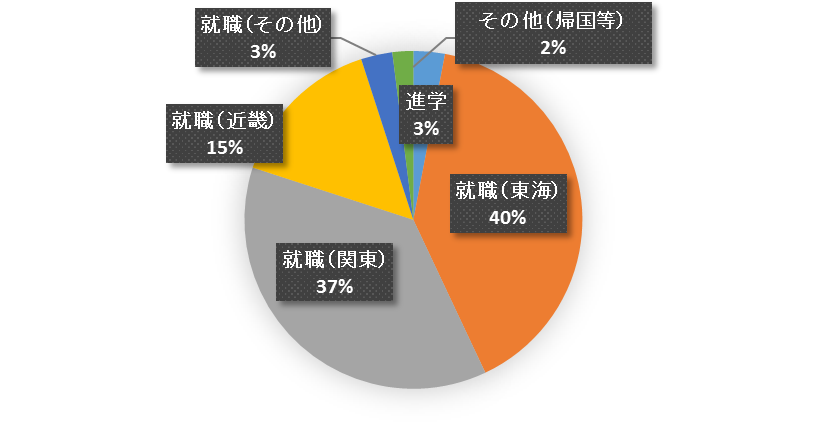 就職(その他)
3%
その他(帰国等)
2%
進学
3%
就職(近畿)
15%
就職(東海)
40%
就職(関東)
37%